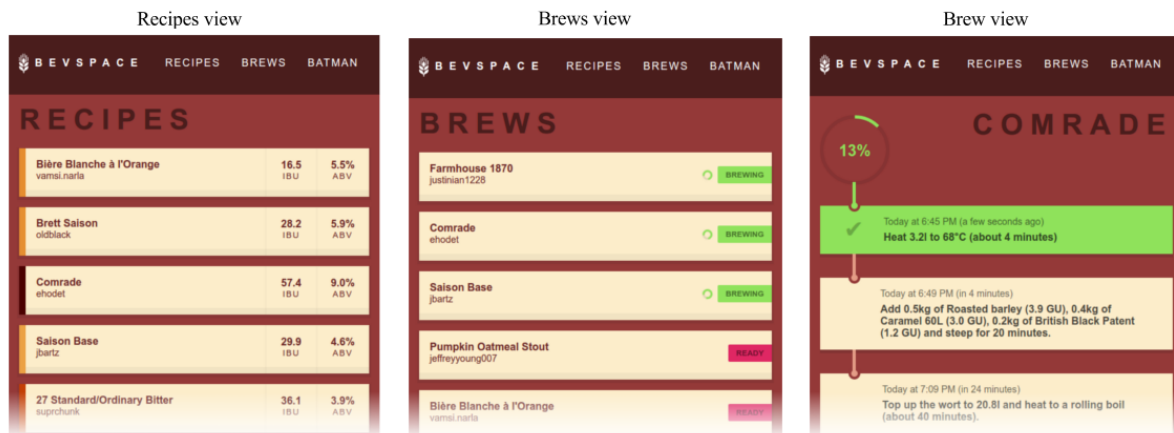 Recipes view
BEVSPACE RECIPES BREWS BATMAN
RECIPES
Bière Blanche à l'Orange 16.5 5.5%
vamsi.narla IBU ABV
Brett Saison 28.2 5.9%
oldblack IBU ABV
Comrade 57.4 9.0%
ehodet IBU ABV
Saison Base 29.9 4.6%
jbartz IBU ABV
27 Standard/Ordinary Bitter 36.1 3.9%
suprchunk IBU ABV
Brews view
BEVSPACE RECIPES BREWS BATMAN
BREWS
Farmhouse 1870
justinian1228
BREWING
Comrade
ehodet
BREWING
Saison Base
jbartz
BREWING
Pumpkin Oatmeal Stout
jeffreyyoung007
READY
Bière Blanche à l'Orange
vamsi.narla
READY
Brew view
BEVSPACE RECIPES BREWS BATMAN
COMRADE
13%
Today at 6:45 PM (a few seconds ago)
Heat 3.2l to 68°C (about 4 minutes)
Today at 6:49 PM (in 4 minutes)
Add 0.5kg of Roasted barley (3.9 GU), 0.4kg of
Caramel 60L (3.0 GU), 0.2kg of British Black Patent
(1.2 GU) and steep for 20 minutes.
Today at 7:09 PM (in 24 minutes)
Top up the wort to 20.8l and heat to a rolling boil
(about 40 minutes).